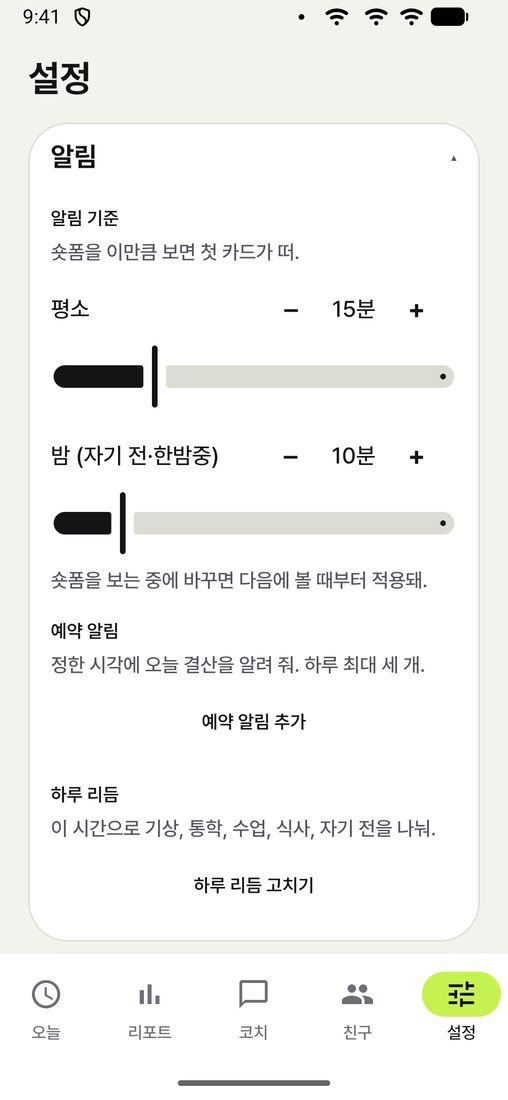 9:41
설정
알림
알림 기준
숏폼을 이만큼 보면 첫 카드가 떠.
평소 − 15분 +
밤 (자기 전·한밤중) − 10분 +
숏폼을 보는 중에 바꾸면 다음에 볼 때부터 적용돼.
예약 알림
정한 시각에 오늘 결산을 알려 줘. 하루 최대 세 개.
예약 알림 추가
하루 리듬
이 시간으로 기상, 통학, 수업, 식사, 자기 전을 나눠.
하루 리듬 고치기
오늘 리포트 코치 친구 설정